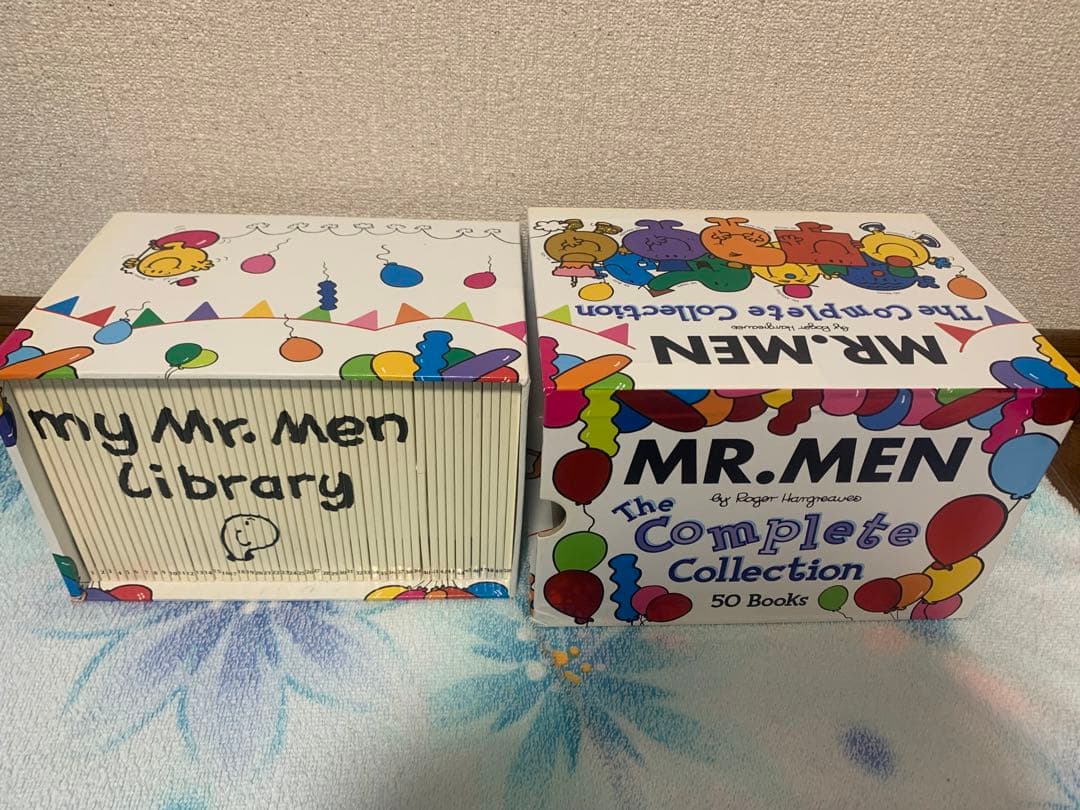 my Mr. Men
Library
The Complete Collection
by Roger Hargreaves
MR.MEN
MR.MEN
by Roger Hargreaves
The
Complete
Collection
50 Books